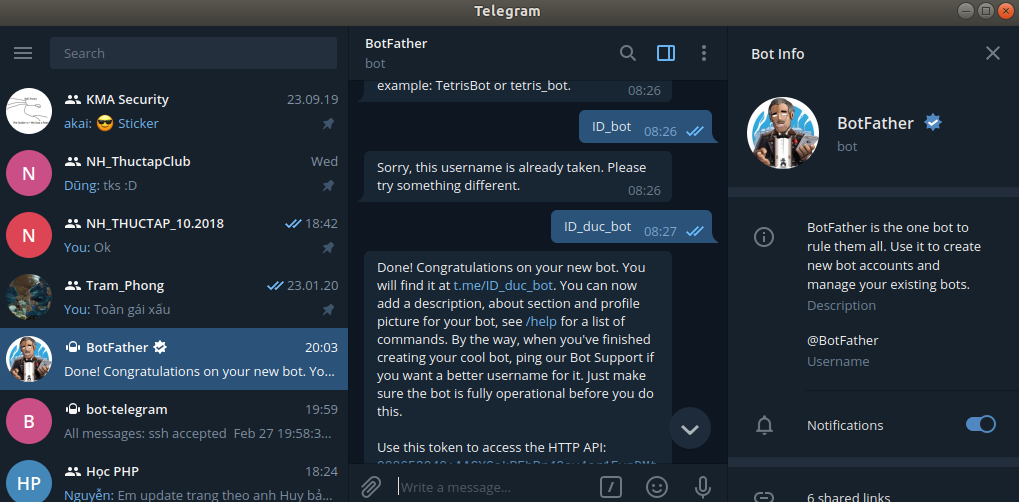 Telegram
Search
KMA Security 23.09.19
akai: 😎 Sticker
NH_ThuctapClub Wed
Dũng: tks :D
NH_THUCTAP_10.2018 18:42
You: Ok
Tram_Phong 23.01.20
You: Toàn gái xấu
BotFather 20:03
Done! Congratulations on your new bot. Yo...
bot-telegram 19:59
All messages: ssh accepted Feb 27 19:58:3...
Học PHP 18:24
Nguyễn: Em update trang theo anh Huy bả...
N
N
B
HP
BotFather
bot
example: TetrisBot or tetris_bot.
08:26
ID_bot 08:26
Sorry, this username is already taken. Please
try something different.
08:26
ID_duc_bot 08:27
Done! Congratulations on your new bot. You
will find it at t.me/ID_duc_bot. You can now
add a description, about section and profile
picture for your bot, see /help for a list of
commands. By the way, when you've finished
creating your cool bot, ping our Bot Support if
you want a better username for it. Just make
sure the bot is fully operational before you do
this.
Use this token to access the HTTP API:
Write a message...
Bot Info
BotFather
bot
BotFather is the one bot to
rule them all. Use it to create
new bot accounts and
manage your existing bots.
Description
@BotFather
Username
Notifications
6 shared links